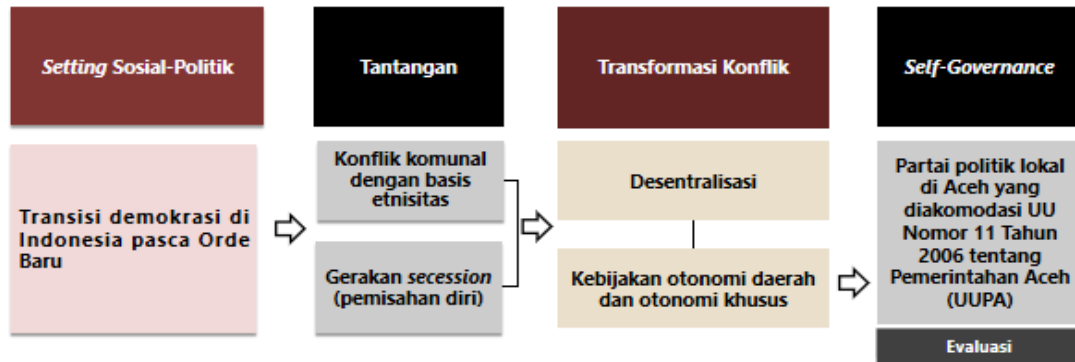 Setting Sosial-Politik
Transisi demokrasi di
Indonesia pasca Orde
Baru
Tantangan
Konflik komunal
dengan basis
etnisitas
Gerakan secession
(pemisahan diri)
Transformasi Konflik
Desentralisasi
Kebijakan otonomi daerah
dan otonomi khusus
Self-Governance
Partai politik lokal
di Aceh yang
diakomodasi UU
Nomor 11 Tahun
2006 tentang
Pemerintahan Aceh
(UUPA)
Evaluasi